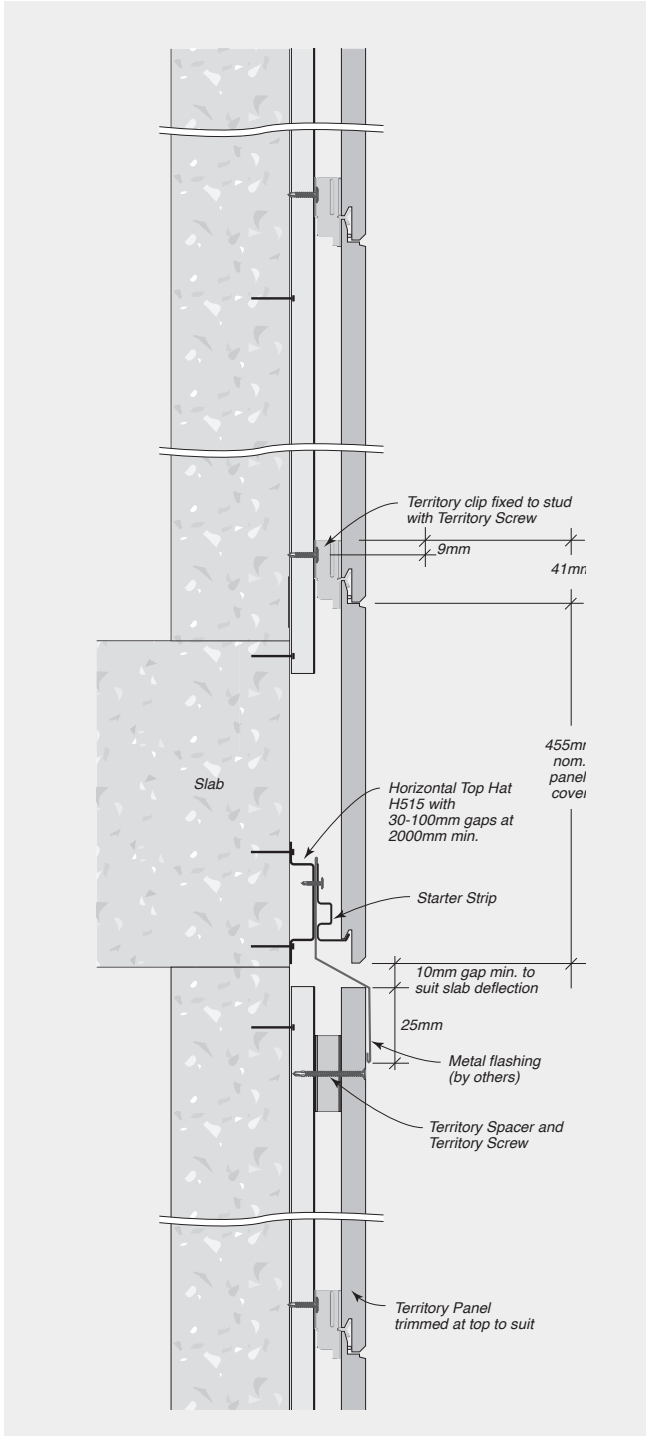 Territory clip fixed to stud
with Territory Screw
9mm
41mm
455mm
nom.
panel
cover
Slab
Horizontal Top Hat
H515 with
30-100mm gaps at
2000mm min.
Starter Strip
10mm gap min. to
suit slab deflection
25mm
Metal flashing
(by others)
Territory Spacer and
Territory Screw
Territory Panel
trimmed at top to suit